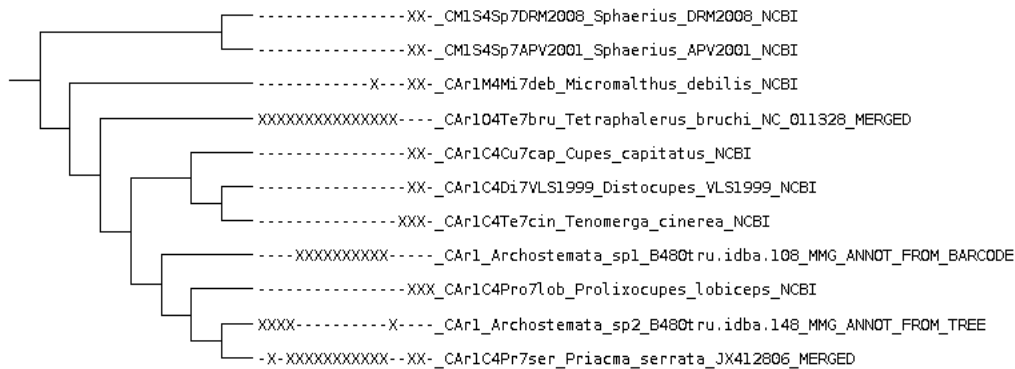 ----------------XX-_CM1S4Sp7DRM2008_Sphaerius_DRM2008_NCBI
----------------XX-_CM1S4Sp7APV2001_Sphaerius_APV2001_NCBI
------------X---XX-_CAr1M4Mi7deb_Micromalthus_debilis_NCBI
XXXXXXXXXXXXXXX----_CAr1O4Te7bru_Tetraphalerus_bruchi_NC_011328_MERGED
----------------XX-_CAr1C4Cu7cap_Cupes_capitatus_NCBI
----------------XX-_CAr1C4Di7VLS1999_Distocupes_VLS1999_NCBI
---------------XXX-_CAr1C4Te7cin_Tenomerga_cinerea_NCBI
----XXXXXXXXXX-----_CAr1_Archostemata_sp1_B480tru.idba.108_MMG_ANNOT_FROM_BARCODE
----------------XXX_CAr1C4Pro7lob_Prolixocupes_lobiceps_NCBI
XXXX----------X----_CAr1_Archostemata_sp2_B480tru.idba.148_MMG_ANNOT_FROM_TREE
-X-XXXXXXXXXXX--XX-_CAr1C4Pr7ser_Priacma_serrata_JX412806_MERGED